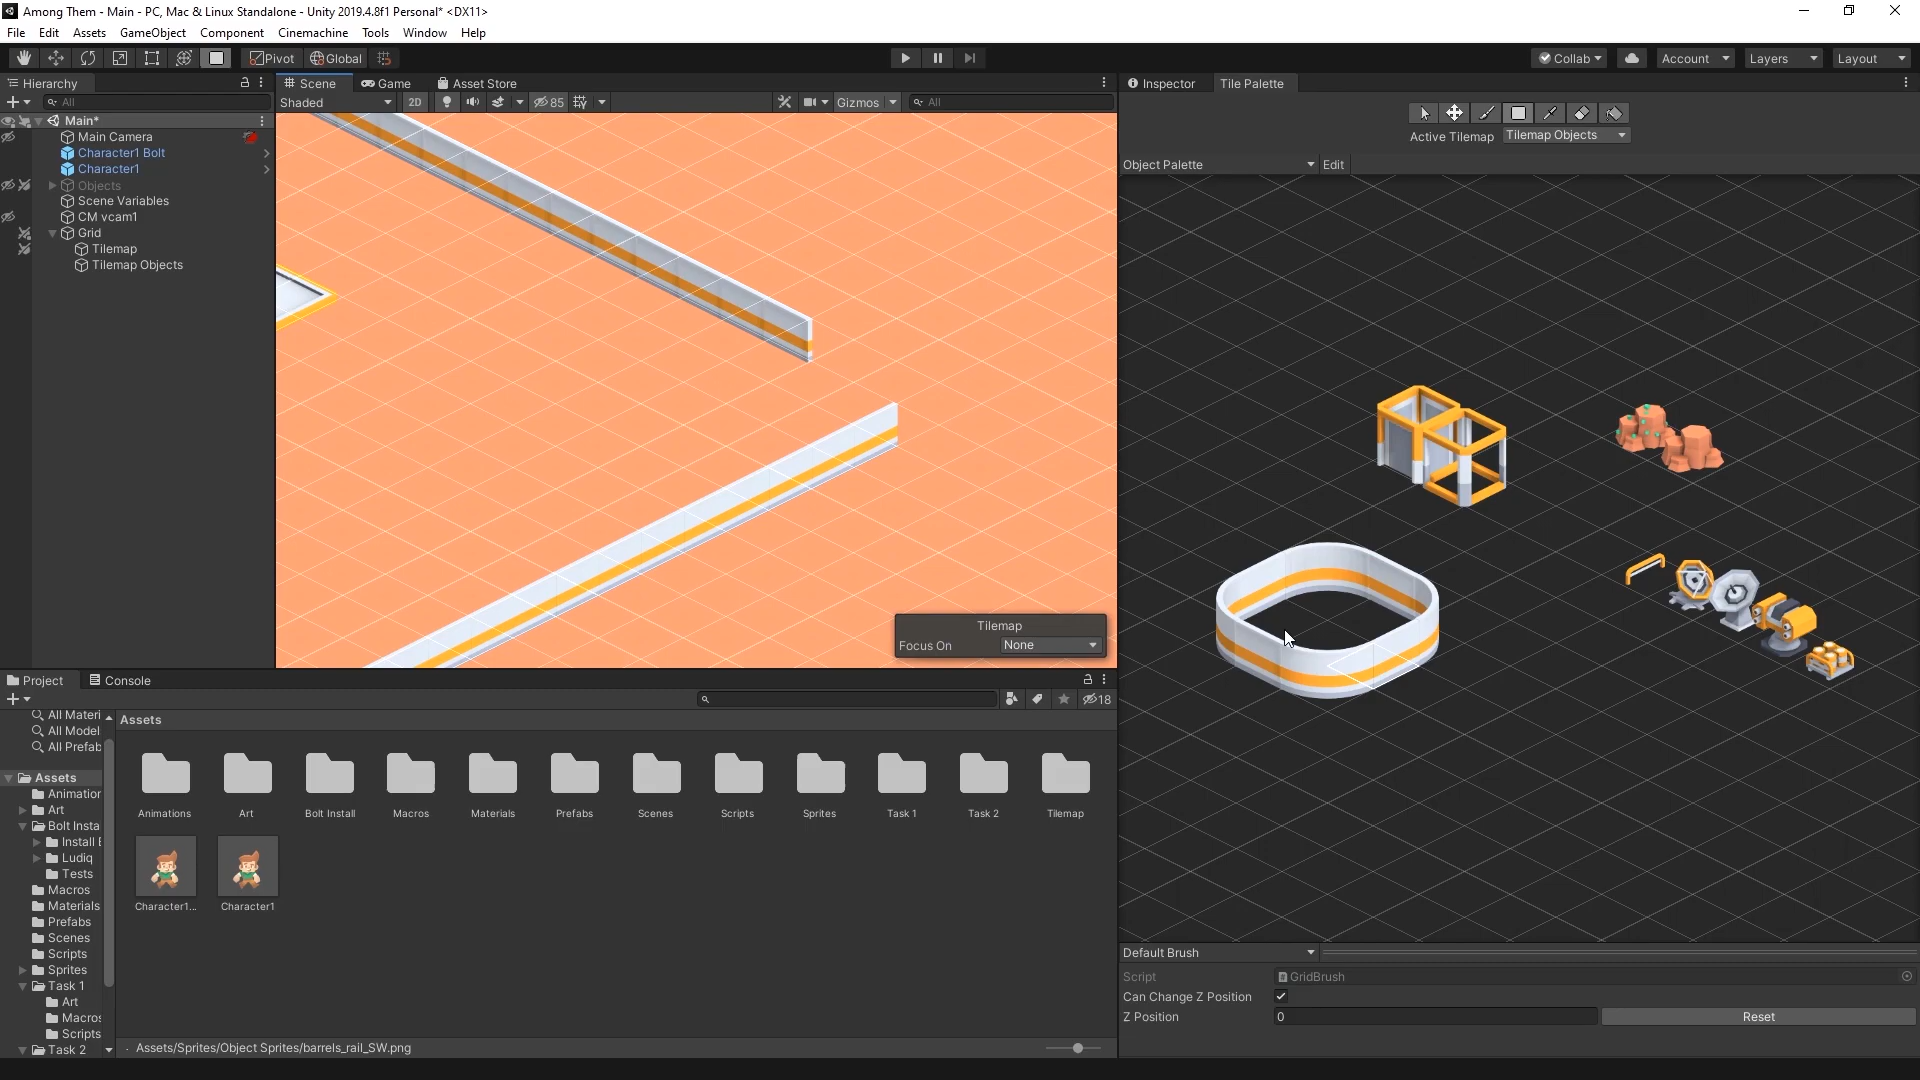 Among Them - Main - PC, Mac & Linux Standalone - Unity 2019.4.8f1 Personal* <DX11>
File Edit Assets GameObject Component Cinemachine Tools Window Help
Pivot Global Collab Account Layers Layout
Hierarchy Scene Game Asset Store Inspector Tile Palette
All Shaded 2D 85 Gizmos All
Main*
Main Camera
Character1 Bolt
Character1
Objects
Scene Variables
CM vcam1
Grid
Tilemap
Tilemap Objects
Active Tilemap Tilemap Objects
Object Palette Edit
Tilemap
Focus On None
Project Console
18
All Materi
All Model
All Prefab
Assets
Animation
Art
Bolt Insta
Install E
Ludiq
Tests
Macros
Materials
Prefabs
Scenes
Scripts
Sprites
Task 1
Art
Macros
Scripts
Task 2
Assets
Animations Art Bolt Install Macros Materials Prefabs Scenes Scripts Sprites Task 1 Task 2 Tilemap
Character1... Character1
Assets/Sprites/Object Sprites/barrels_rail_SW.png
Default Brush
Script GridBrush
Can Change Z Position
Z Position 0 Reset